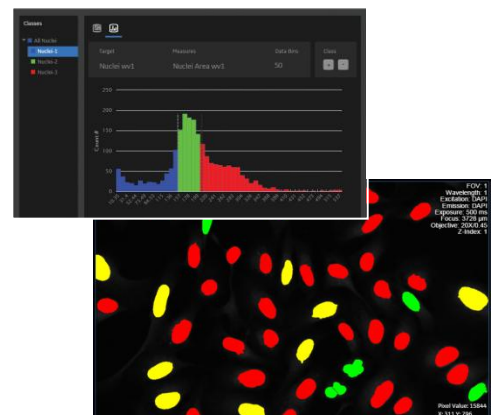 Classes
All Nuclei
Nuclei-1
Nuclei-2
Nuclei-3
Target
Measures
Data Bins
Class
Nuclei wv1
Nuclei Area wv1
50
+ -
250
200
150
100
50
0
Count #
FOV: 1
Wavelength: 1
Excitation: DAPI
Emission: DAPI
Exposure: 500 ms
Focus: 3728 µm
Objective: 20X/0.45
Z-Index: 1
Pixel Value: 15844
X: 311 Y: 786